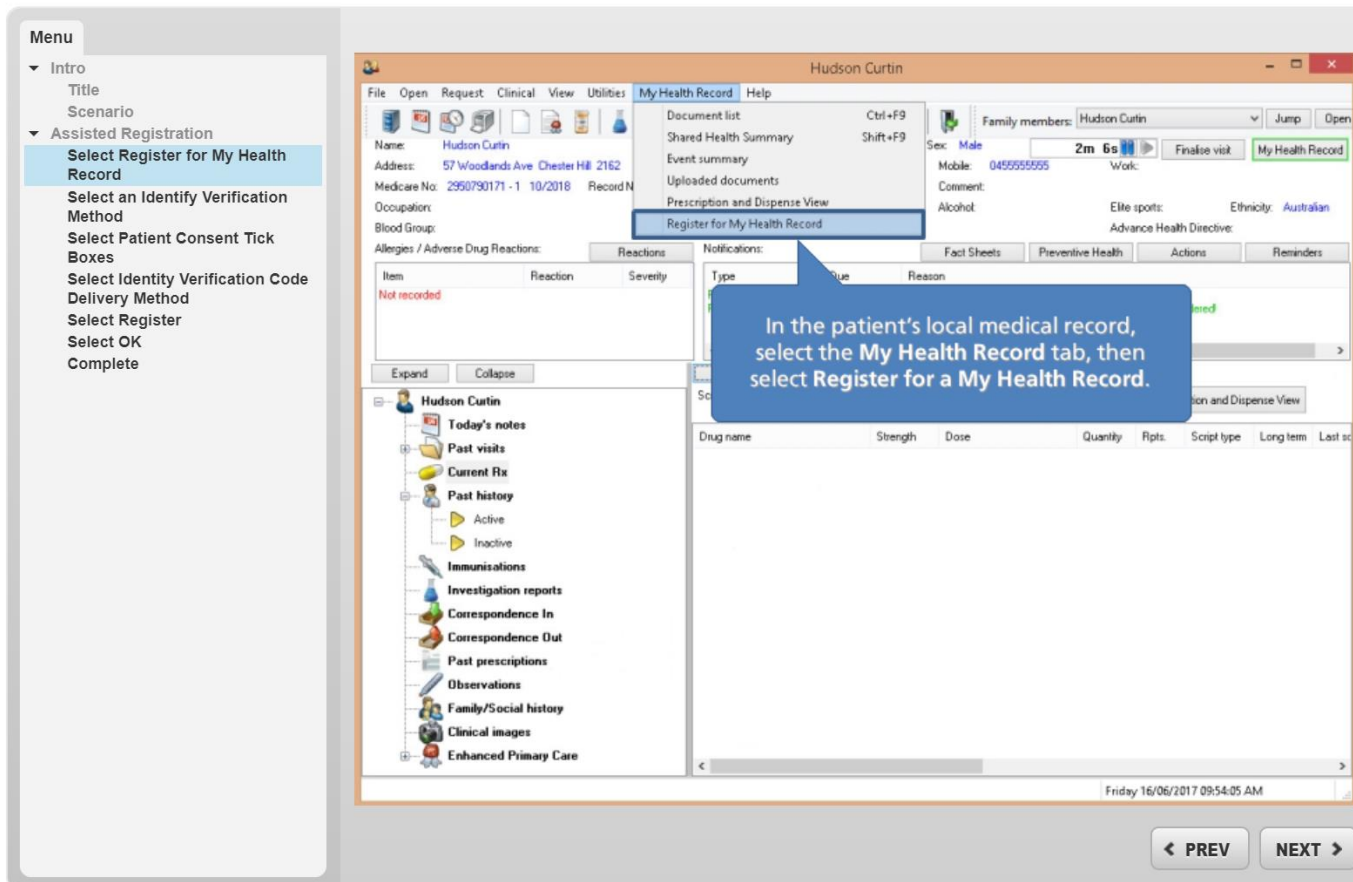 Menu
Intro
Title
Scenario
Assisted Registration
Select Register for My Health
Record
Select an Identify Verification
Method
Select Patient Consent Tick
Boxes
Select Identity Verification Code
Delivery Method
Select Register
Select OK
Complete
Hudson Curtin
File Open Request Clinical View Utilities My Health Record Help
Document list Ctrl+F9
Shared Health Summary Shift+F9
Event summary
Uploaded documents
Prescription and Dispense View
Register for My Health Record
Family members: Hudson Curtin Jump Open
Name: Hudson Curtin
Sex: Male 2m 6s Finalise visit My Health Record
Address: 57 Woodlands Ave Chester Hill 2162
Mobile: 0455555555 Work:
Medicare No: 2950790171 - 1 10/2018 Record N
Comment:
Occupation:
Alcohol: Elite sports: Ethnicity: Australian
Blood Group:
Advance Health Directive:
Allergies / Adverse Drug Reactions: Reactions
Notifications: Fact Sheets Preventive Health Actions Reminders
Item Reaction Severity
Not recorded
Type Due Reason
In the patient's local medical record,
select the My Health Record tab, then
select Register for a My Health Record.
Expand Collapse
Hudson Curtin
Today's notes
Past visits
Current Rx
Past history
Active
Inactive
Immunisations
Investigation reports
Correspondence In
Correspondence Out
Past prescriptions
Observations
Family/Social history
Clinical images
Enhanced Primary Care
tion and Dispense View
Drug name Strength Dose Quantity Rpts. Script type Long term Last sc
Friday 16/06/2017 09:54:05 AM
PREV NEXT